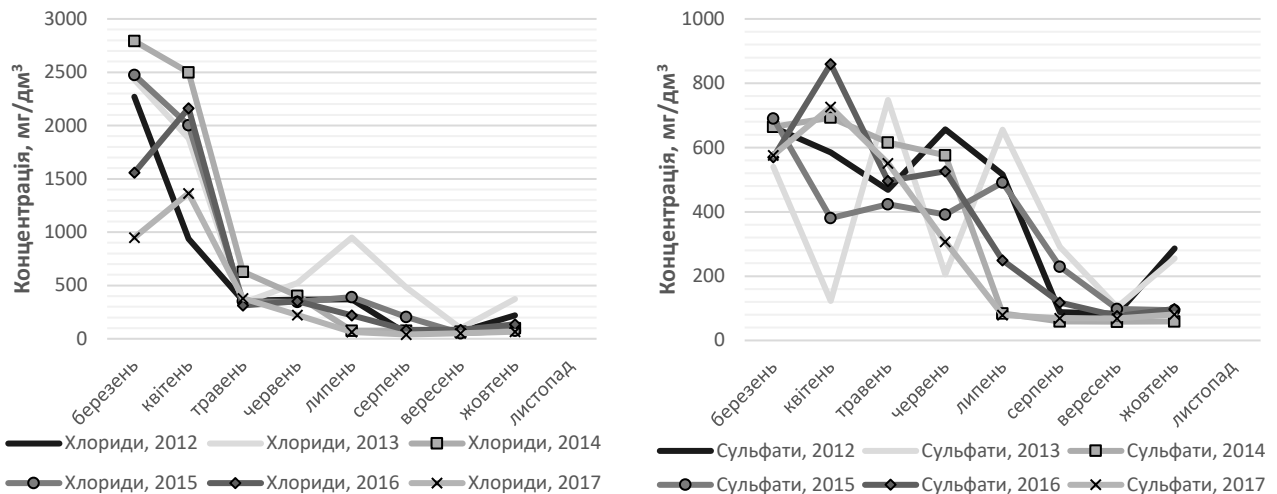 Концентрація, мг/дм³
3000
2500
2000
1500
1000
500
0
березень
квітень
травень
червень
липень
серпень
вересень
жовтень
листопад
Хлориди, 2012
Хлориди, 2013
Хлориди, 2014
Хлориди, 2015
Хлориди, 2016
Хлориди, 2017
Концентрація, мг/дм³
1000
800
600
400
200
0
березень
квітень
травень
червень
липень
серпень
вересень
жовтень
листопад
Сульфати, 2012
Сульфати, 2013
Сульфати, 2014
Сульфати, 2015
Сульфати, 2016
Сульфати, 2017